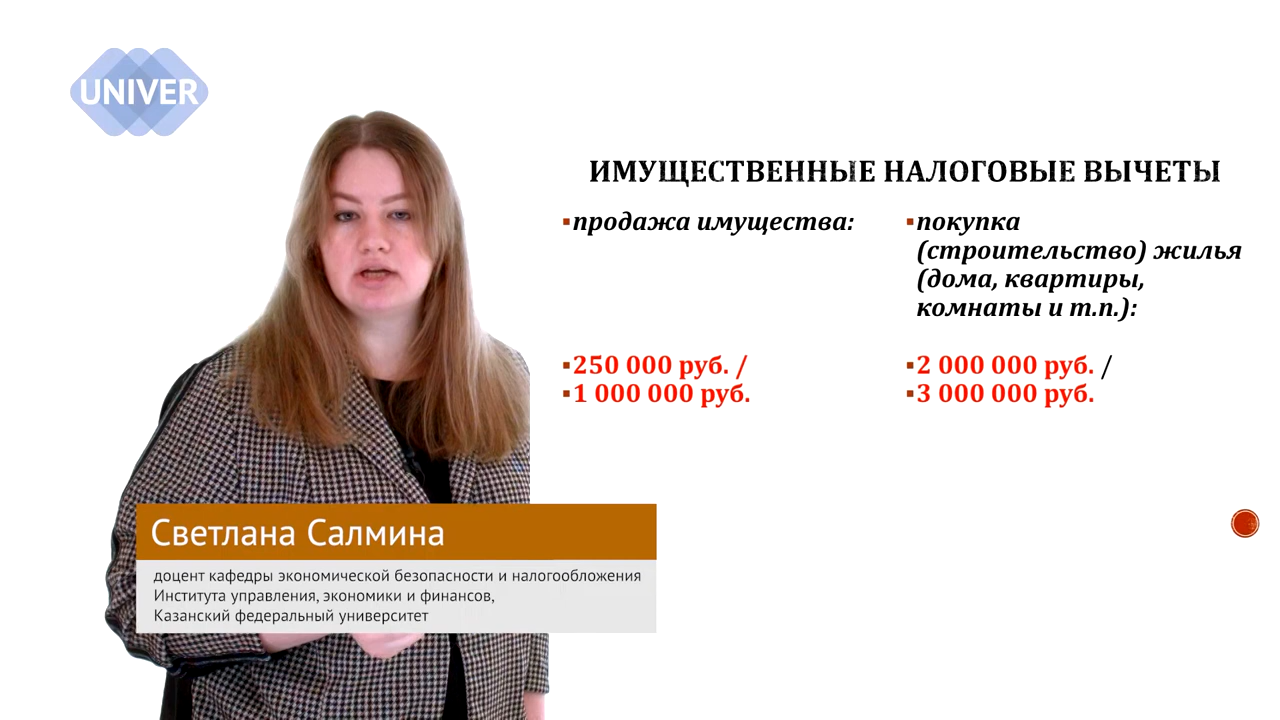 UNIVER
ИМУЩЕСТВЕННЫЕ НАЛОГОВЫЕ ВЫЧЕТЫ
продажа имущества:
покупка
(строительство) жилья
(дома, квартиры,
комнаты и т.п.):
250 000 руб. /
1 000 000 руб.
2 000 000 руб. /
3 000 000 руб.
Светлана Салмина
доцент кафедры экономической безопасности и налогообложения
Института управления, экономики и финансов,
Казанский федеральный университет